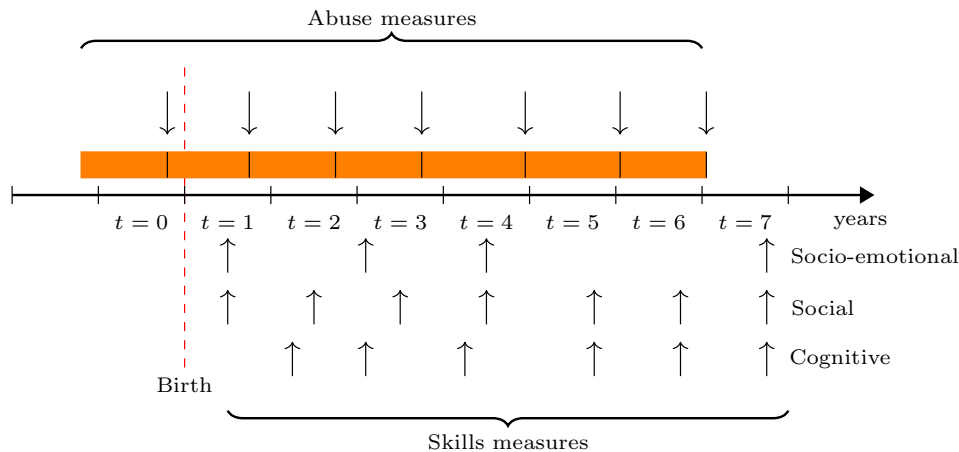 Abuse measures
t = 0 t = 1 t = 2 t = 3 t = 4 t = 5 t = 6 t = 7 years
Socio-emotional
Social
Cognitive
Birth
Skills measures